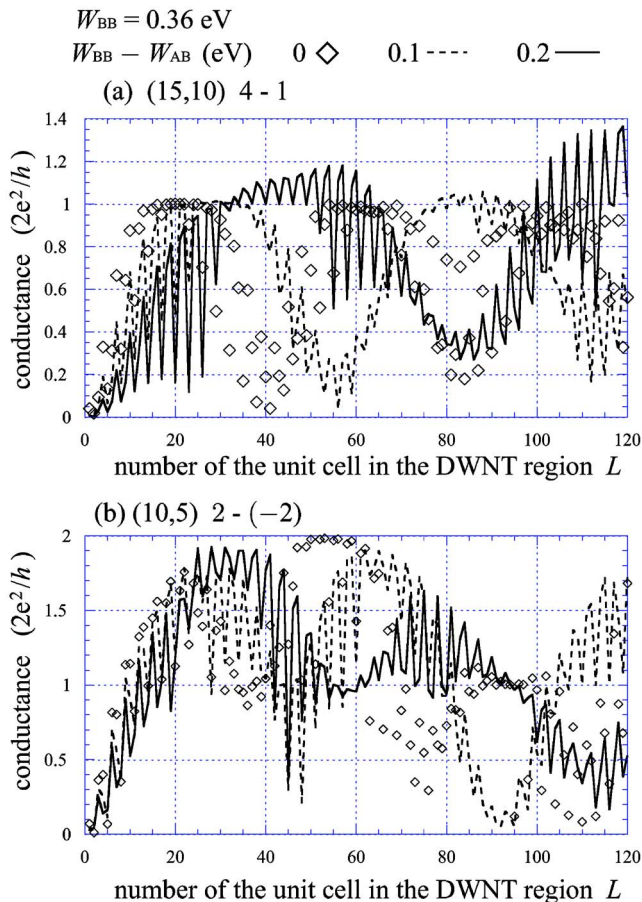 W_BB = 0.36 eV
W_BB − W_AB (eV) 0 ◇ 0.1 ----- 0.2 —
(a) (15,10) 4 - 1
conductance (2e²/h)
1.4
1.2
1
0.8
0.6
0.4
0.2
0
0 20 40 60 80 100 120
number of the unit cell in the DWNT region L
(b) (10,5) 2 - (−2)
conductance (2e²/h)
2
1.5
1
0.5
0
0 20 40 60 80 100 120
number of the unit cell in the DWNT region L